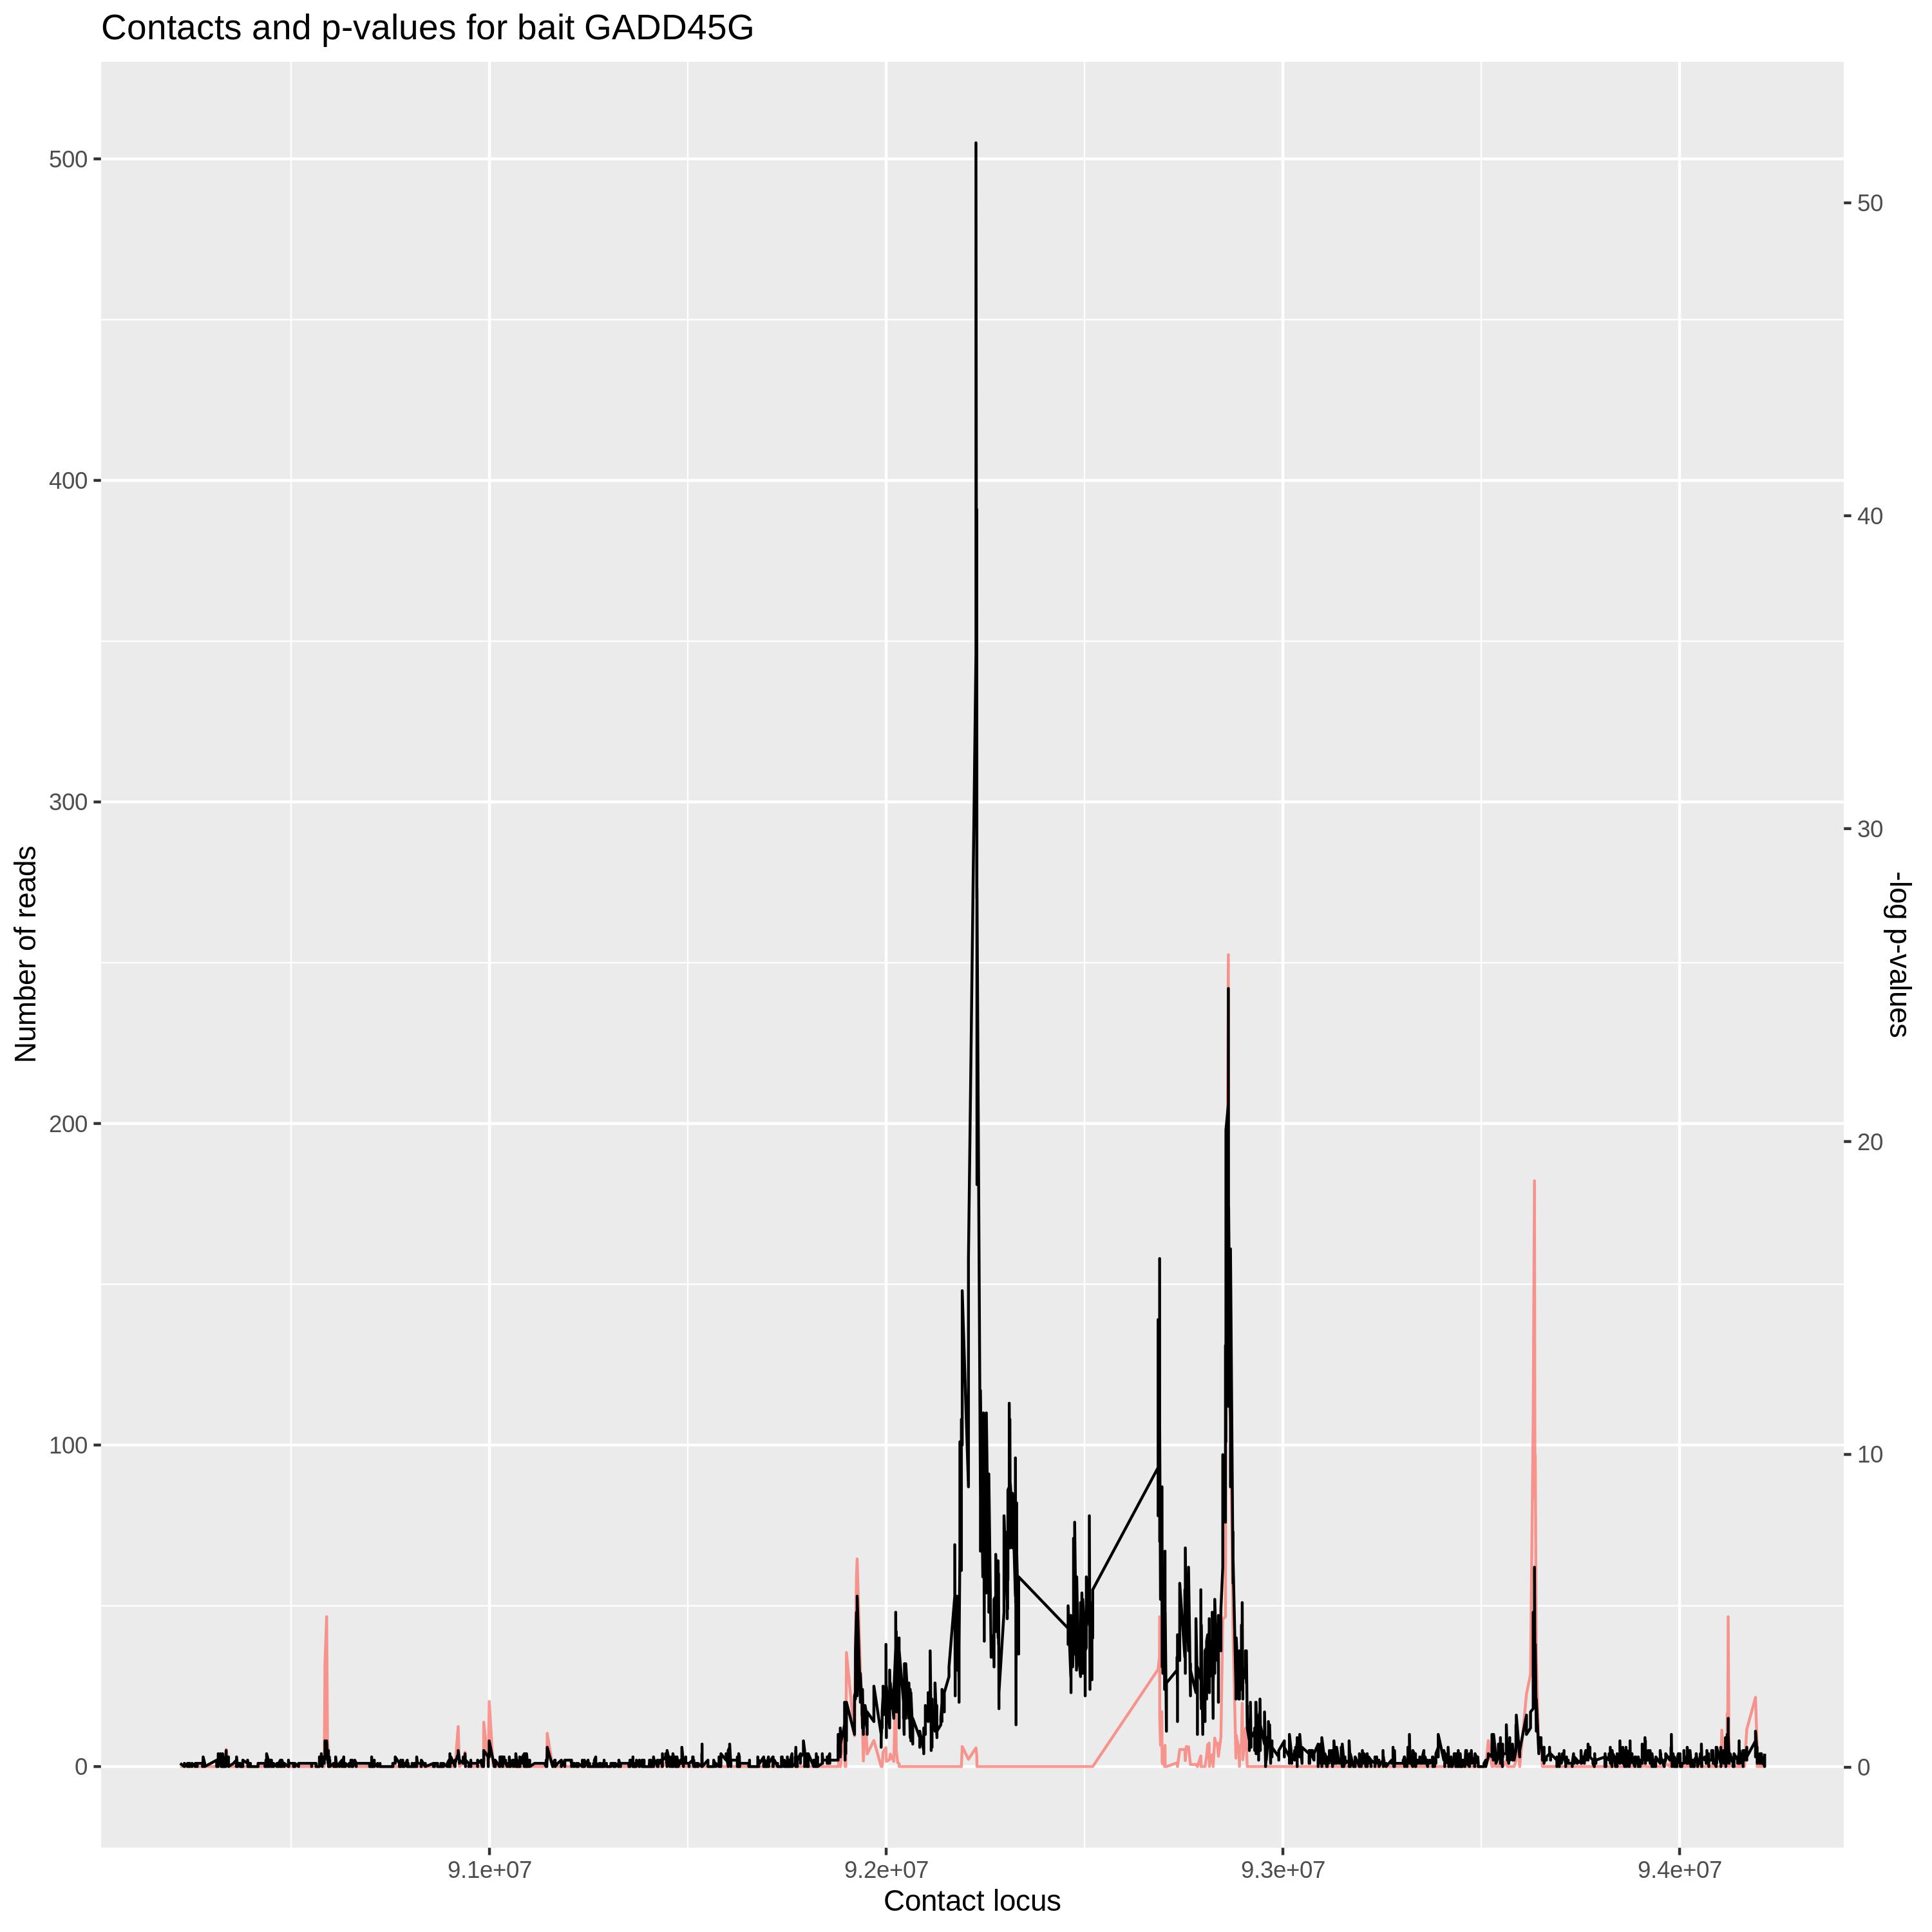 Contacts and p-values for bait GADD45G
500
400
300
200
100
0
50
40
30
20
10
0
Number of reads
-log p-values
9.1e+07 9.2e+07 9.3e+07 9.4e+07
Contact locus